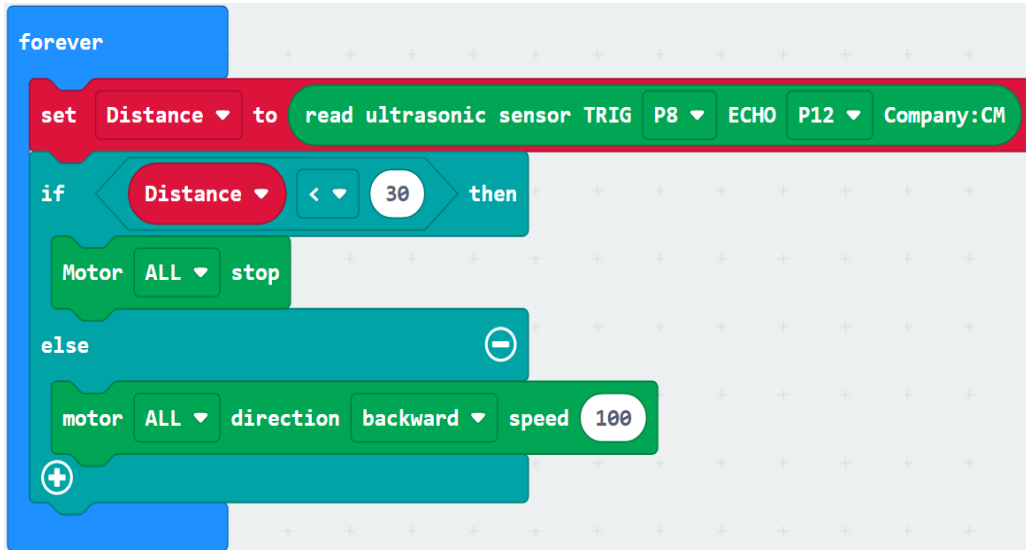 forever
set Distance to read ultrasonic sensor TRIG P8 ECHO P12 Company:CM
if Distance < 30 then
Motor ALL stop
else
motor ALL direction backward speed 100